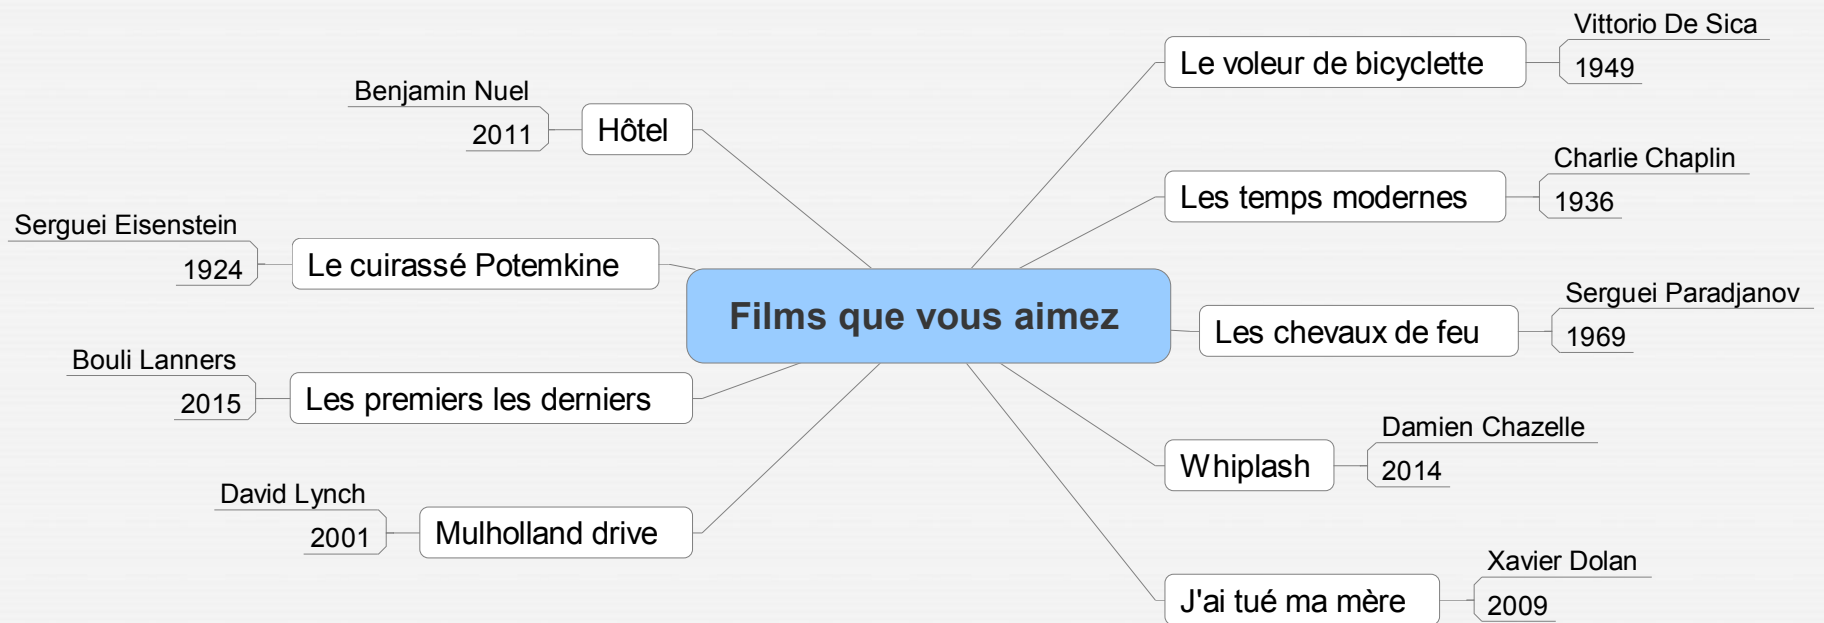 Films que vous aimez
Le voleur de bicyclette
Vittorio De Sica
1949
Les temps modernes
Charlie Chaplin
1936
Les chevaux de feu
Serguei Paradjanov
1969
Whiplash
Damien Chazelle
2014
J'ai tué ma mère
Xavier Dolan
2009
Hôtel
Benjamin Nuel
2011
Le cuirassé Potemkine
Serguei Eisenstein
1924
Les premiers les derniers
Bouli Lanners
2015
Mulholland drive
David Lynch
2001